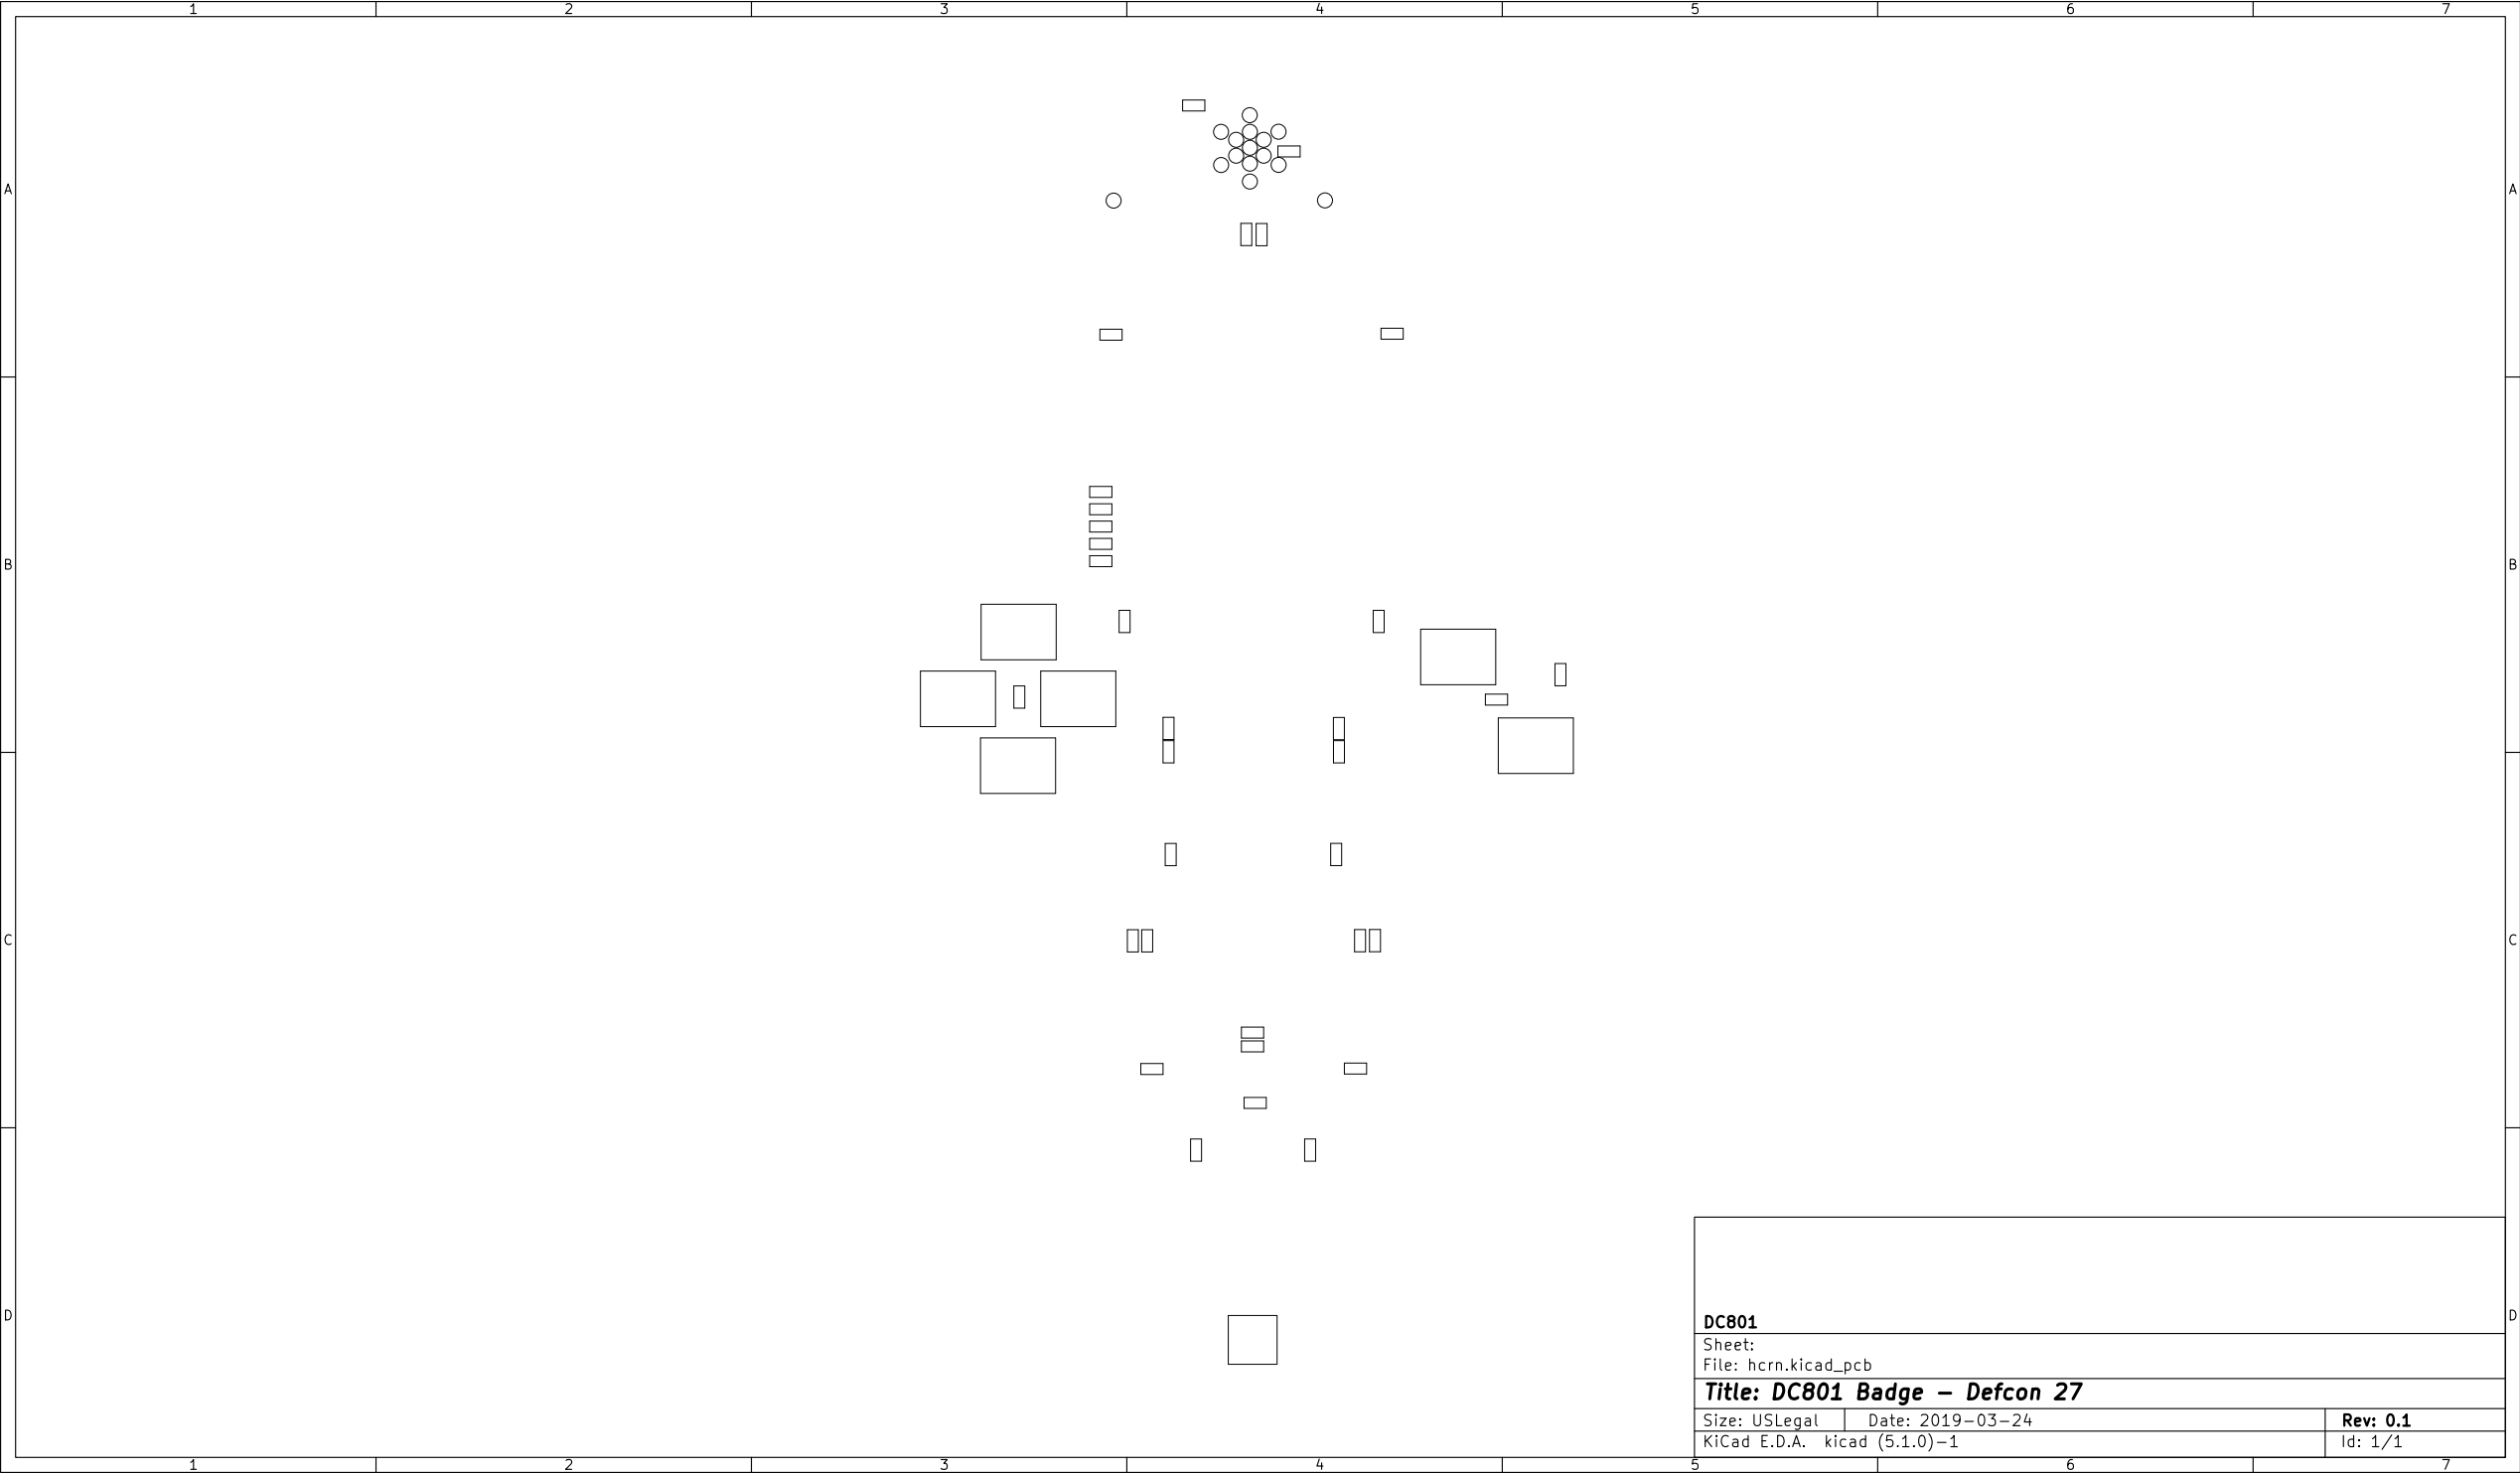 1 2 3 4 5 6 7
A A
B B
C C
D D
DC801
Sheet:
File: hcrn.kicad_pcb
Title: DC801 Badge – Defcon 27
Size: USLegal Date: 2019-03-24 Rev: 0.1
KiCad E.D.A. kicad (5.1.0)-1 Id: 1/1
1 2 3 4 5 6 7